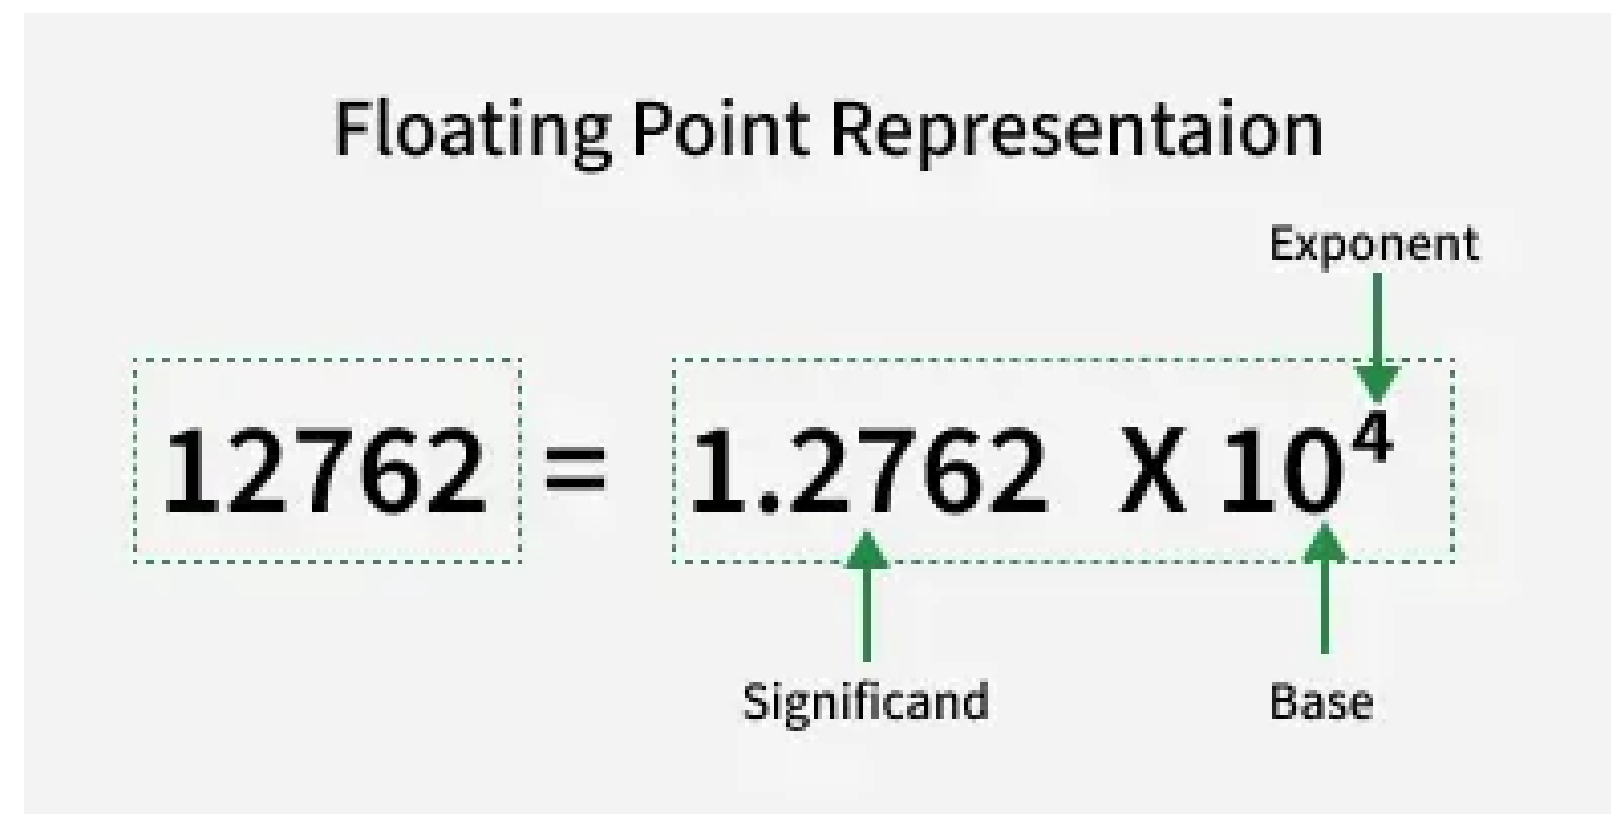 Floating Point Representaion
Exponent
12762 = 1.2762 X 10⁴
Significand Base